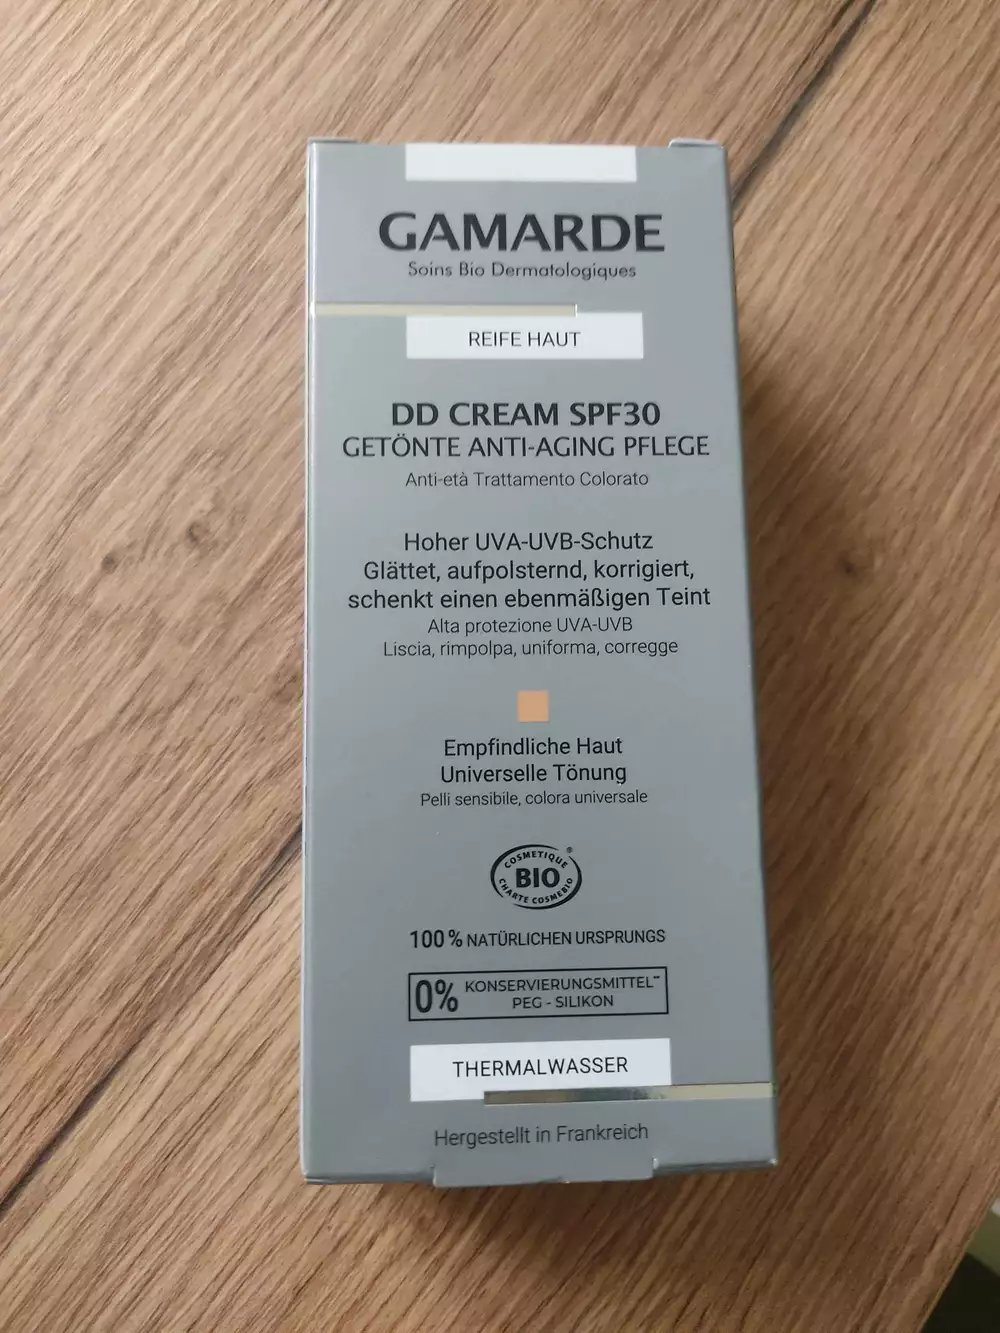 GAMARDE
Soins Bio Dermatologiques
REIFE HAUT
DD CREAM SPF30
GETÖNTE ANTI-AGING PFLEGE
Anti-età Trattamento Colorato
Hoher UVA-UVB-Schutz
Glättet, aufpolsternd, korrigiert,
schenkt einen ebenmäßigen Teint
Alta protezione UVA-UVB
Liscia, rimpolpa, uniforma, corregge
Empfindliche Haut
Universelle Tönung
Pelli sensibile, colora universale
COSMETIQUE ®
BIO
CHARTE COSMEBIO
100 % NATÜRLICHEN URSPRUNGS
0% KONSERVIERUNGSMITTEL**
PEG - SILIKON
THERMALWASSER
Hergestellt in Frankreich